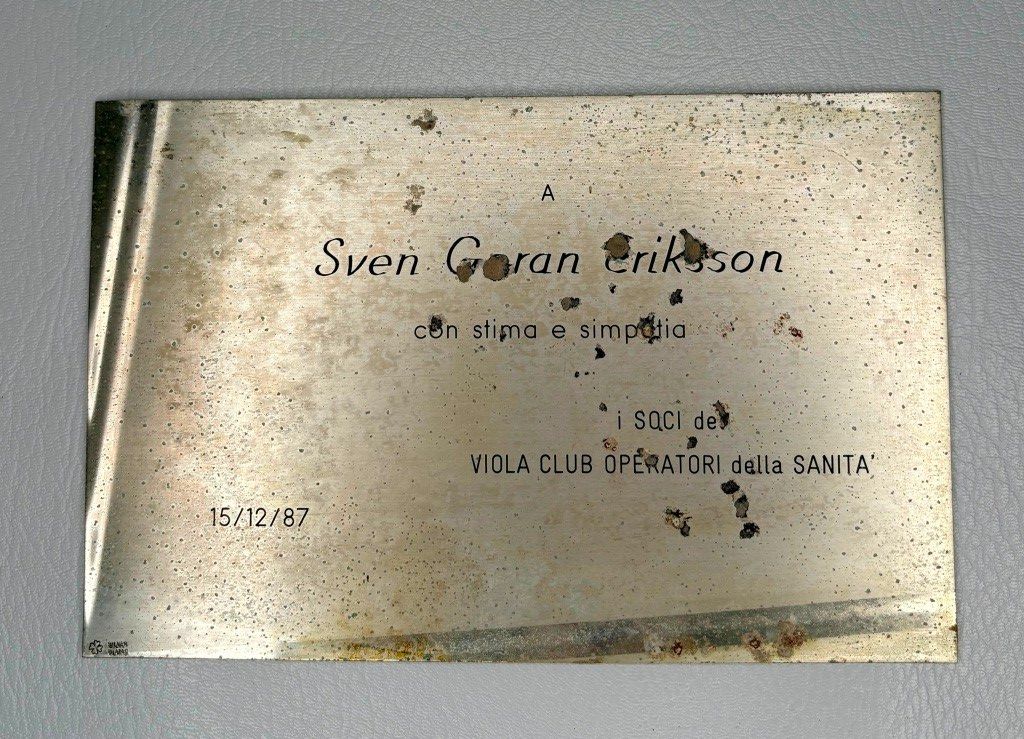 A
Sven Goran Eriksson
con stima e simpatia
i SOCI del
VIOLA CLUB OPERATORI della SANITA'
15/12/87